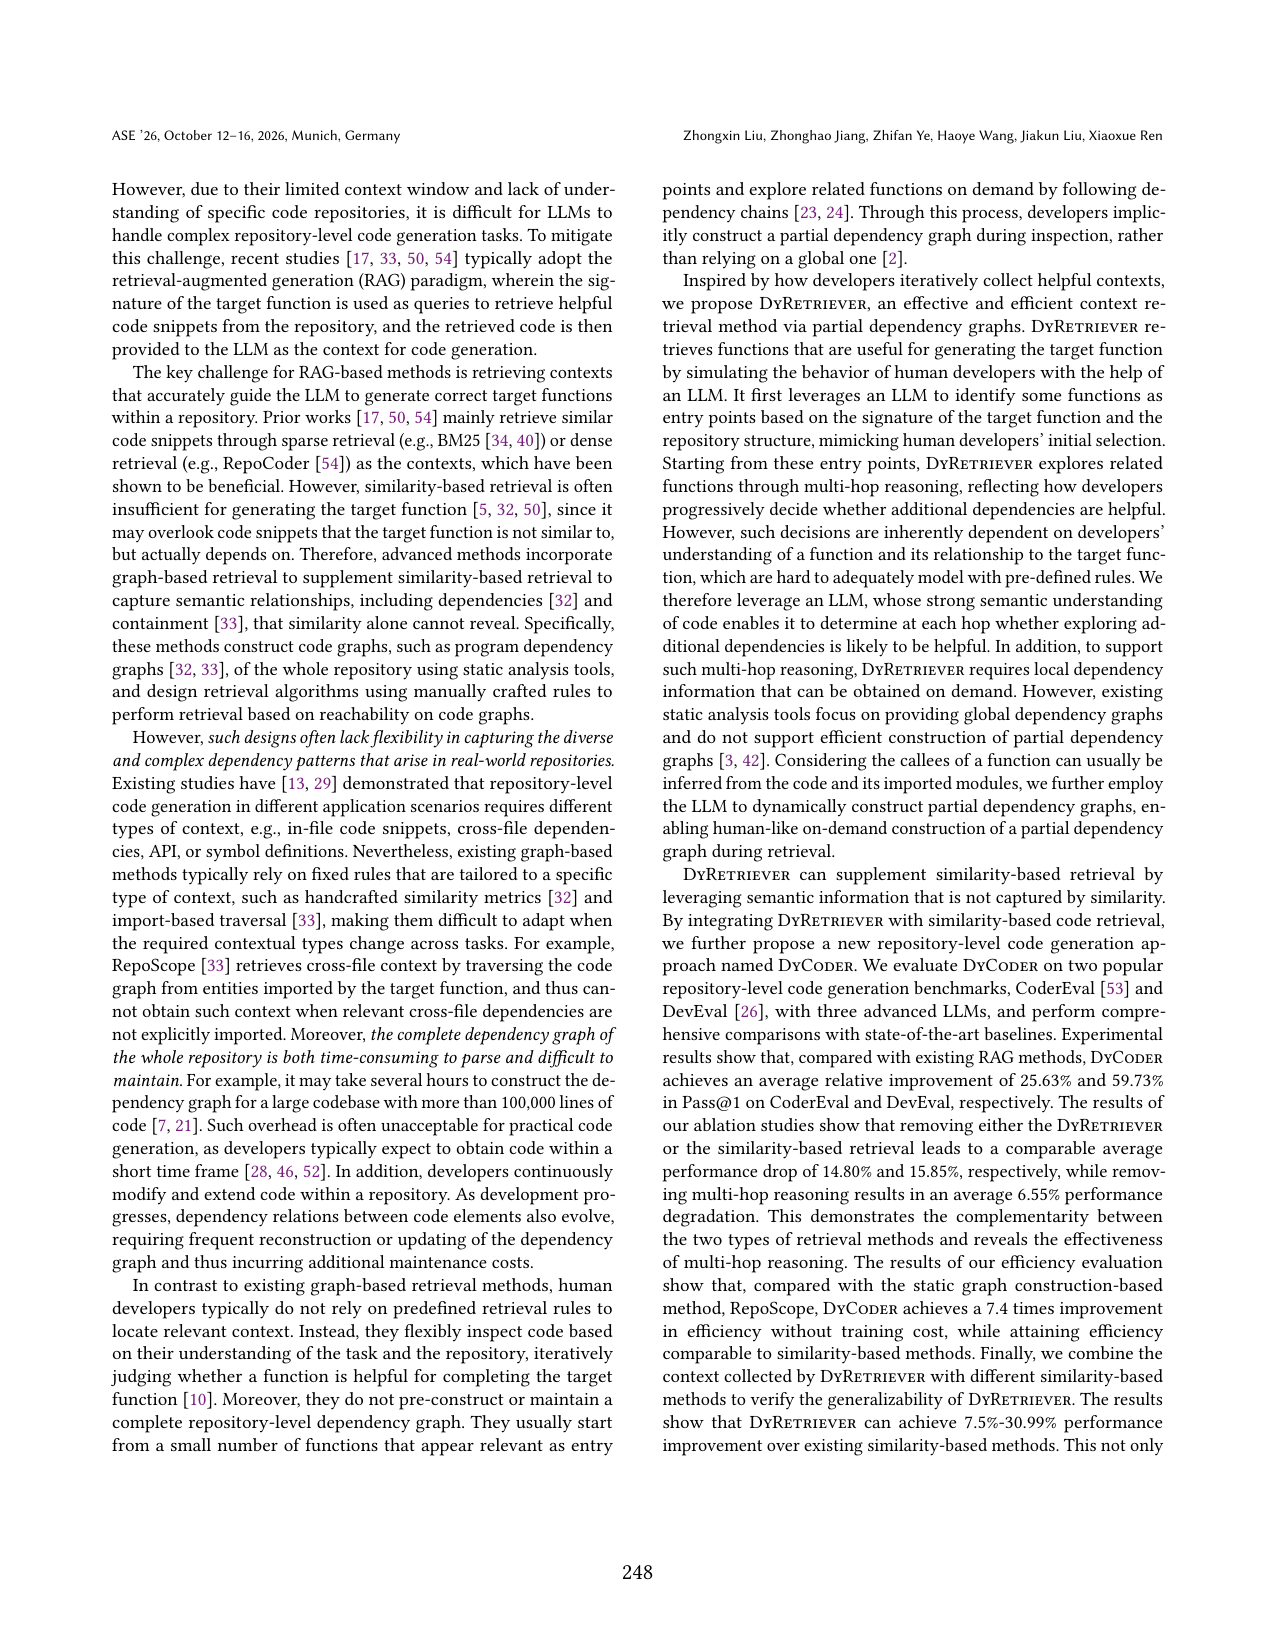 ASE '26, October 12–16, 2026, Munich, Germany
Zhongxin Liu, Zhonghao Jiang, Zhifan Ye, Haoye Wang, Jiakun Liu, Xiaoxue Ren
However, due to their limited context window and lack of under-
standing of specific code repositories, it is difficult for LLMs to
handle complex repository-level code generation tasks. To mitigate
this challenge, recent studies [17, 33, 50, 54] typically adopt the
retrieval-augmented generation (RAG) paradigm, wherein the sig-
nature of the target function is used as queries to retrieve helpful
code snippets from the repository, and the retrieved code is then
provided to the LLM as the context for code generation.
The key challenge for RAG-based methods is retrieving contexts
that accurately guide the LLM to generate correct target functions
within a repository. Prior works [17, 50, 54] mainly retrieve similar
code snippets through sparse retrieval (e.g., BM25 [34, 40]) or dense
retrieval (e.g., RepoCoder [54]) as the contexts, which have been
shown to be beneficial. However, similarity-based retrieval is often
insufficient for generating the target function [5, 32, 50], since it
may overlook code snippets that the target function is not similar to,
but actually depends on. Therefore, advanced methods incorporate
graph-based retrieval to supplement similarity-based retrieval to
capture semantic relationships, including dependencies [32] and
containment [33], that similarity alone cannot reveal. Specifically,
these methods construct code graphs, such as program dependency
graphs [32, 33], of the whole repository using static analysis tools,
and design retrieval algorithms using manually crafted rules to
perform retrieval based on reachability on code graphs.
However, such designs often lack flexibility in capturing the diverse
and complex dependency patterns that arise in real-world repositories.
Existing studies have [13, 29] demonstrated that repository-level
code generation in different application scenarios requires different
types of context, e.g., in-file code snippets, cross-file dependen-
cies, API, or symbol definitions. Nevertheless, existing graph-based
methods typically rely on fixed rules that are tailored to a specific
type of context, such as handcrafted similarity metrics [32] and
import-based traversal [33], making them difficult to adapt when
the required contextual types change across tasks. For example,
RepoScope [33] retrieves cross-file context by traversing the code
graph from entities imported by the target function, and thus can-
not obtain such context when relevant cross-file dependencies are
not explicitly imported. Moreover, the complete dependency graph of
the whole repository is both time-consuming to parse and difficult to
maintain. For example, it may take several hours to construct the de-
pendency graph for a large codebase with more than 100,000 lines of
code [7, 21]. Such overhead is often unacceptable for practical code
generation, as developers typically expect to obtain code within a
short time frame [28, 46, 52]. In addition, developers continuously
modify and extend code within a repository. As development pro-
gresses, dependency relations between code elements also evolve,
requiring frequent reconstruction or updating of the dependency
graph and thus incurring additional maintenance costs.
In contrast to existing graph-based retrieval methods, human
developers typically do not rely on predefined retrieval rules to
locate relevant context. Instead, they flexibly inspect code based
on their understanding of the task and the repository, iteratively
judging whether a function is helpful for completing the target
function [10]. Moreover, they do not pre-construct or maintain a
complete repository-level dependency graph. They usually start
from a small number of functions that appear relevant as entry
points and explore related functions on demand by following de-
pendency chains [23, 24]. Through this process, developers implic-
itly construct a partial dependency graph during inspection, rather
than relying on a global one [2].
Inspired by how developers iteratively collect helpful contexts,
we propose DyRetriever, an effective and efficient context re-
trieval method via partial dependency graphs. DyRetriever re-
trieves functions that are useful for generating the target function
by simulating the behavior of human developers with the help of
an LLM. It first leverages an LLM to identify some functions as
entry points based on the signature of the target function and the
repository structure, mimicking human developers' initial selection.
Starting from these entry points, DyRetriever explores related
functions through multi-hop reasoning, reflecting how developers
progressively decide whether additional dependencies are helpful.
However, such decisions are inherently dependent on developers'
understanding of a function and its relationship to the target func-
tion, which are hard to adequately model with pre-defined rules. We
therefore leverage an LLM, whose strong semantic understanding
of code enables it to determine at each hop whether exploring ad-
ditional dependencies is likely to be helpful. In addition, to support
such multi-hop reasoning, DyRetriever requires local dependency
information that can be obtained on demand. However, existing
static analysis tools focus on providing global dependency graphs
and do not support efficient construction of partial dependency
graphs [3, 42]. Considering the callees of a function can usually be
inferred from the code and its imported modules, we further employ
the LLM to dynamically construct partial dependency graphs, en-
abling human-like on-demand construction of a partial dependency
graph during retrieval.
DyRetriever can supplement similarity-based retrieval by
leveraging semantic information that is not captured by similarity.
By integrating DyRetriever with similarity-based code retrieval,
we further propose a new repository-level code generation ap-
proach named DyCoder. We evaluate DyCoder on two popular
repository-level code generation benchmarks, CoderEval [53] and
DevEval [26], with three advanced LLMs, and perform compre-
hensive comparisons with state-of-the-art baselines. Experimental
results show that, compared with existing RAG methods, DyCoder
achieves an average relative improvement of 25.63% and 59.73%
in Pass@1 on CoderEval and DevEval, respectively. The results of
our ablation studies show that removing either the DyRetriever
or the similarity-based retrieval leads to a comparable average
performance drop of 14.80% and 15.85%, respectively, while remov-
ing multi-hop reasoning results in an average 6.55% performance
degradation. This demonstrates the complementarity between
the two types of retrieval methods and reveals the effectiveness
of multi-hop reasoning. The results of our efficiency evaluation
show that, compared with the static graph construction-based
method, RepoScope, DyCoder achieves a 7.4 times improvement
in efficiency without training cost, while attaining efficiency
comparable to similarity-based methods. Finally, we combine the
context collected by DyRetriever with different similarity-based
methods to verify the generalizability of DyRetriever. The results
show that DyRetriever can achieve 7.5%-30.99% performance
improvement over existing similarity-based methods. This not only
248